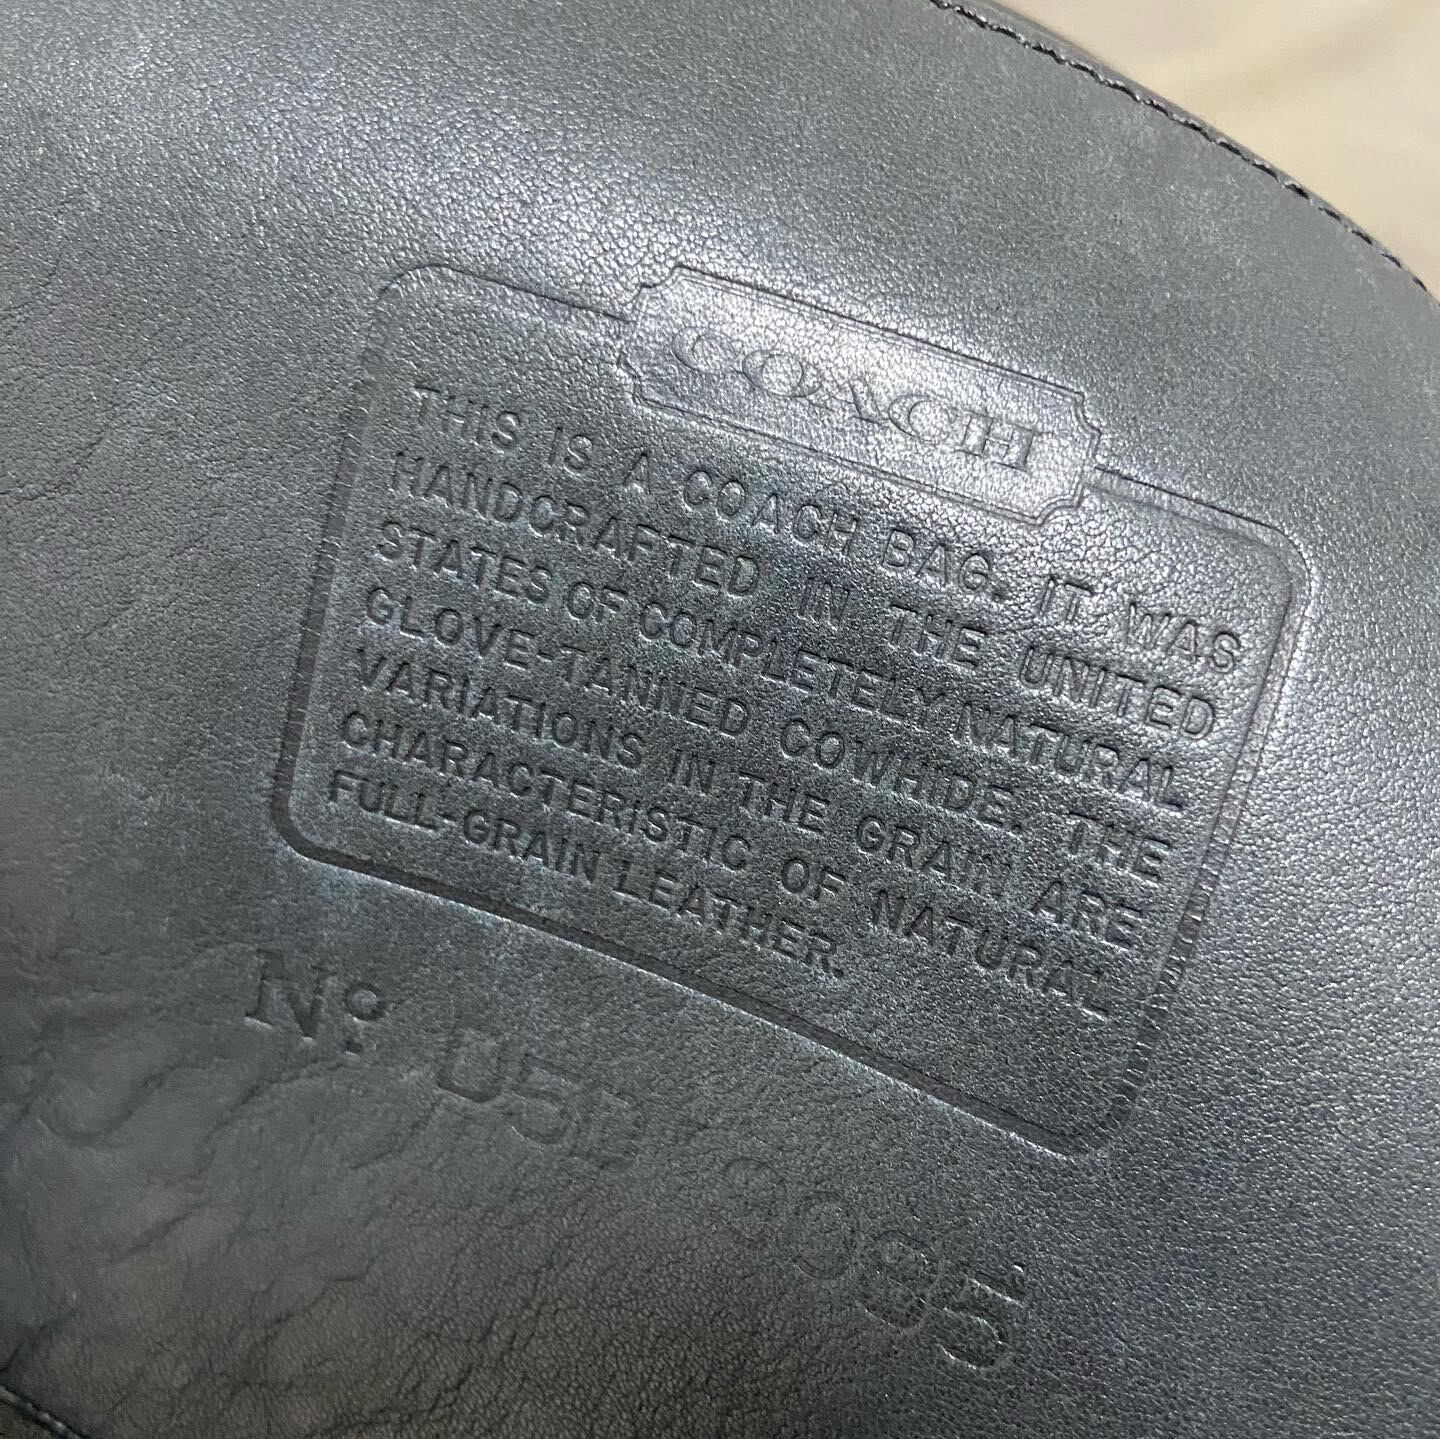 COACH
THIS IS A COACH BAG. IT WAS
HANDCRAFTED IN THE UNITED
STATES OF COMPLETELY NATURAL
GLOVE-TANNED COWHIDE. THE
VARIATIONS IN THE GRAIN ARE
CHARACTERISTIC OF NATURAL
FULL-GRAIN LEATHER.
Nº